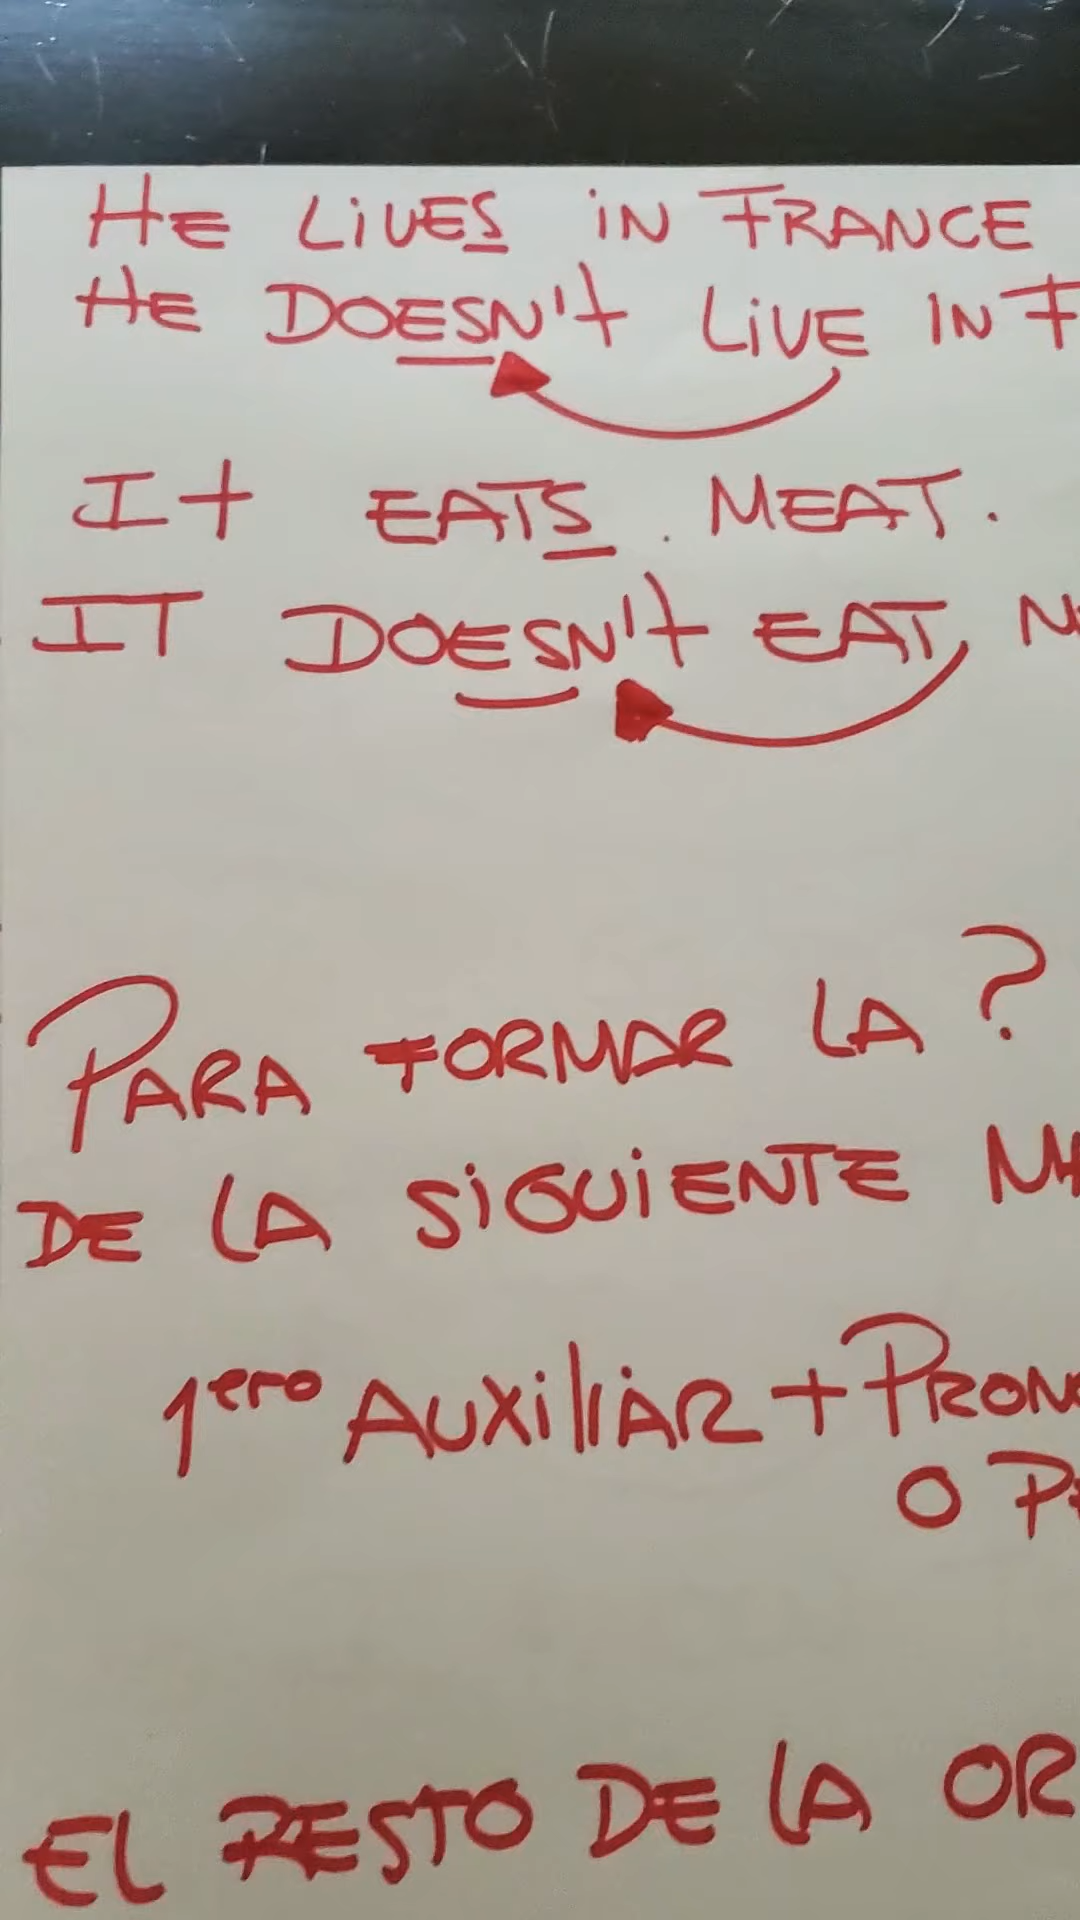 HE LIVES IN FRANCE
HE DOESN't LIVE IN
It EATS. MEAT.
IT DOESN't EAT
PARA FORMAR LA ?
DE LA SIGUIENTE
1ero AUXILIAR +
O
EL RESTO DE LA